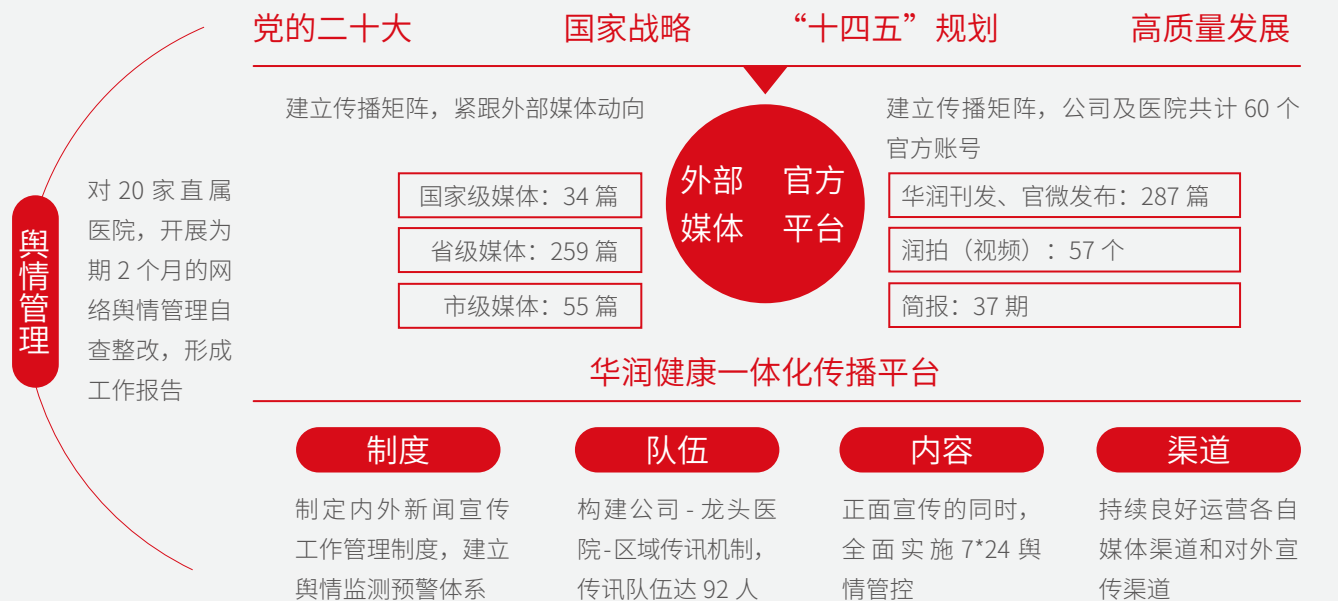 党的二十大
国家战略
“十四五”规划
高质量发展
舆情管理
对 20 家直属
医院，开展为
期 2 个月的网
络舆情管理自
查整改，形成
工作报告
建立传播矩阵，紧跟外部媒体动向
国家级媒体：34 篇
省级媒体：259 篇
市级媒体：55 篇
外部
媒体
官方
平台
建立传播矩阵，公司及医院共计 60 个
官方账号
华润刊发、官微发布：287 篇
润拍（视频）：57 个
简报：37 期
华润健康一体化传播平台
制度
制定内外新闻宣传
工作管理制度，建立
舆情监测预警体系
队伍
构建公司 - 龙头医
院-区域传讯机制，
传讯队伍达 92 人
内容
正面宣传的同时，
全面实施 7*24 舆
情管控
渠道
持续良好运营各自
媒体渠道和对外宣
传渠道